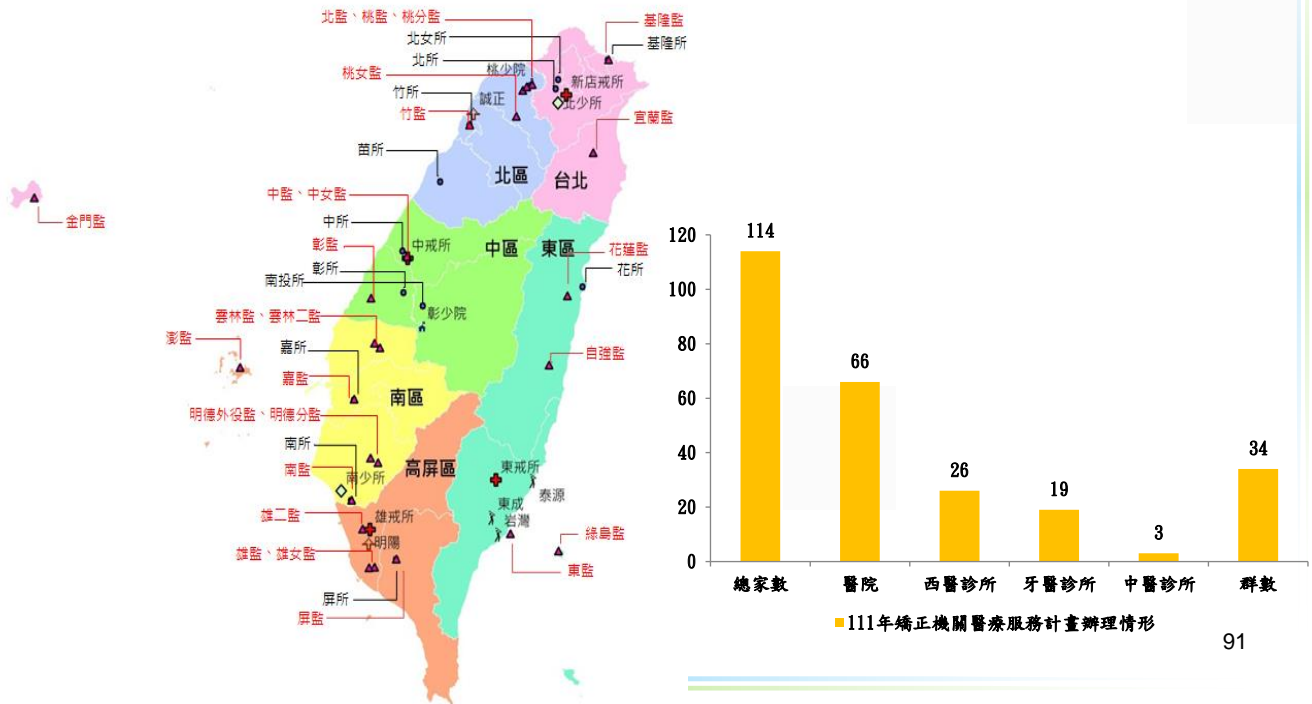 北監、桃監、桃分監
基隆監
北女所
基隆所
北所
桃少院
新店戒所
桃女監
北少所
竹所
誠正
竹監
宜蘭監
苗所
北區
台北
中監、中女監
金門監
中所
彰監
中戒所
中區
東區
花蓮監
彰所
花所
南投所
彰少院
雲林監、雲林二監
澎監
嘉所
自強監
嘉監
南區
明德外役監、明德分監
南所
高屏區
東戒所
南監
南少所
泰源
東成
雄二監
雄戒所
岩灣
綠島監
明陽
雄監、雄女監
東監
屏所
屏監
120
100
80
60
40
20
0
114
66
26
19
3
34
總家數
醫院
西醫診所
牙醫診所
中醫診所
群數
111年矯正機關醫療服務計畫辦理情形
91